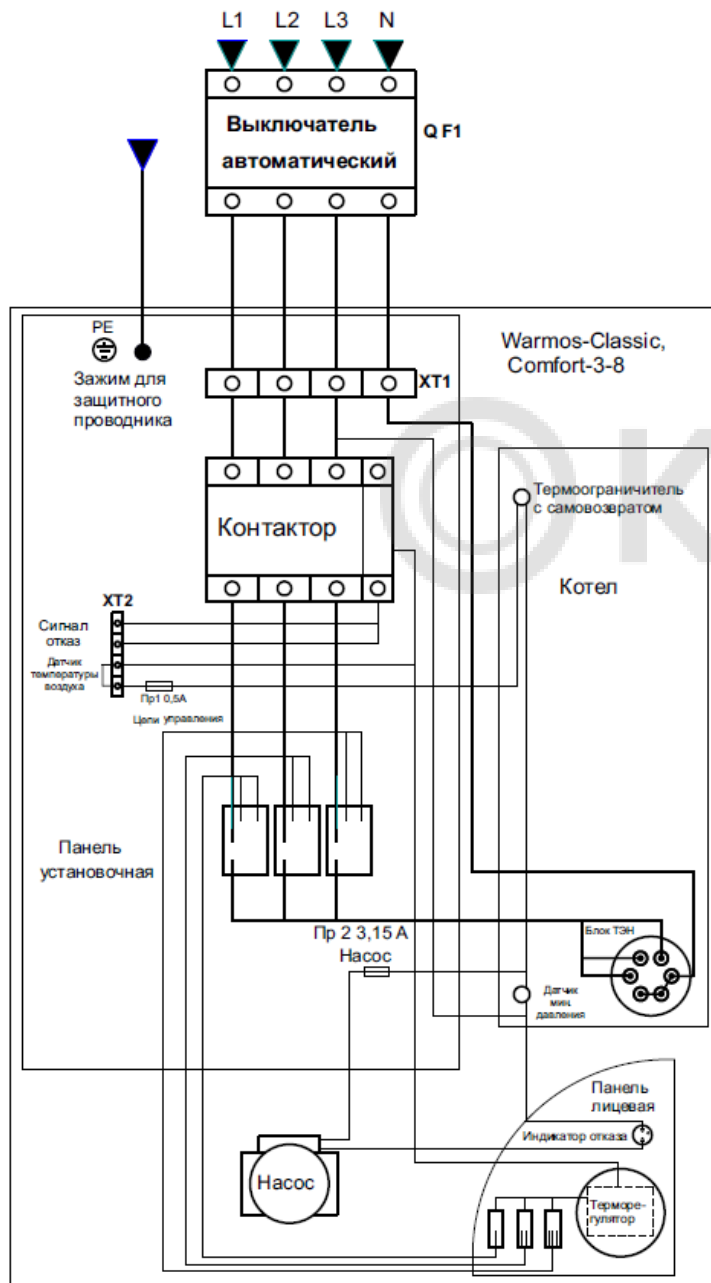 L1 L2 L3 N
Выключатель
автоматический
Q F1
PE
Зажим для
защитного
проводника
XT1
Warmos-Classic,
Comfort-3-8
Контактор
Термоограничитель
с самовозвратом
Котел
XT2
Сигнал
отказ
Датчик
температуры
воздуха
Пр1 0,5А
Цепи управления
Панель
установочная
Пр 2 3,15 А
Насос
Блок ТЭН
Датчик
мин.
давления
Панель
лицевая
Индикатор отказа
Насос
Терморе-
гулятор